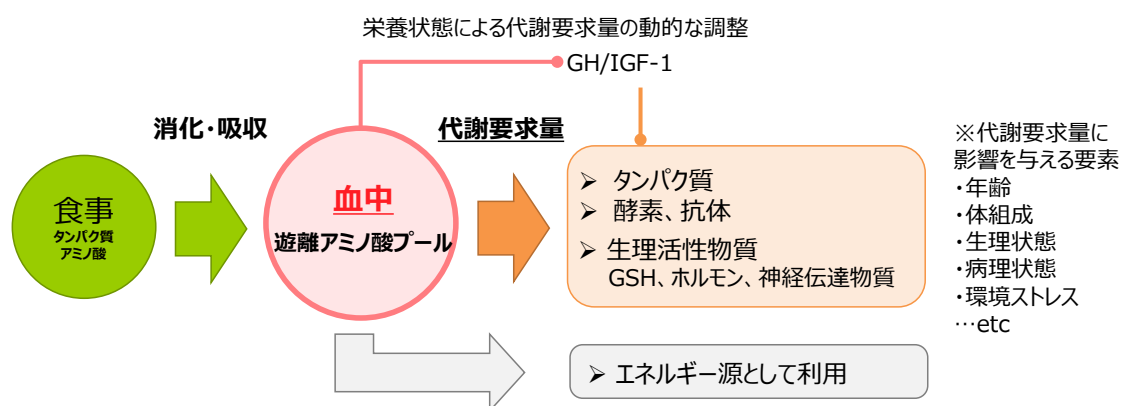 栄養状態による代謝要求量の動的な調整
GH/IGF-1
消化・吸収
代謝要求量
食事
タンパク質
アミノ酸
血中
遊離アミノ酸プール
➢ タンパク質
➢ 酵素、抗体
➢ 生理活性物質
GSH、ホルモン、神経伝達物質
➢ エネルギー源として利用
※代謝要求量に
影響を与える要素
・年齢
・体組成
・生理状態
・病理状態
・環境ストレス
…etc